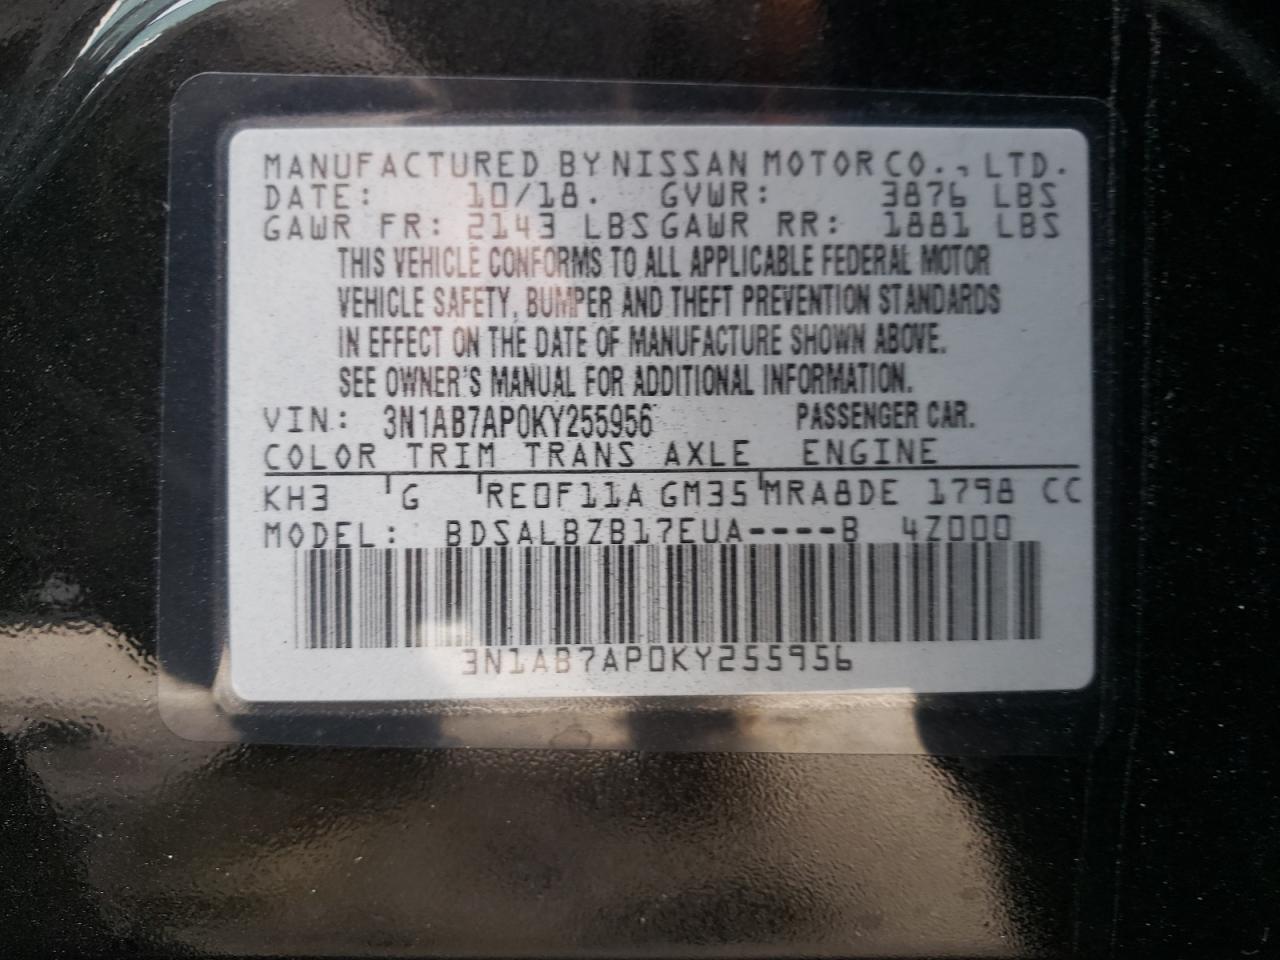 MANUFACTURED BY NISSAN MOTOR CO., LTD.
DATE: 10/18. GVWR: 3876 LBS
GAWR FR: 2143 LBS GAWR RR: 1881 LBS
THIS VEHICLE CONFORMS TO ALL APPLICABLE FEDERAL MOTOR
VEHICLE SAFETY, BUMPER AND THEFT PREVENTION STANDARDS
IN EFFECT ON THE DATE OF MANUFACTURE SHOWN ABOVE.
SEE OWNER'S MANUAL FOR ADDITIONAL INFORMATION.
VIN: 3N1AB7AP0KY255956 PASSENGER CAR.
COLOR TRIM TRANS AXLE ENGINE
KH3 G RE0F11A GM35 MRA8DE 1798 CC
MODEL: BDSALBZB17EUA----B 4Z000
3N1AB7AP0KY255956